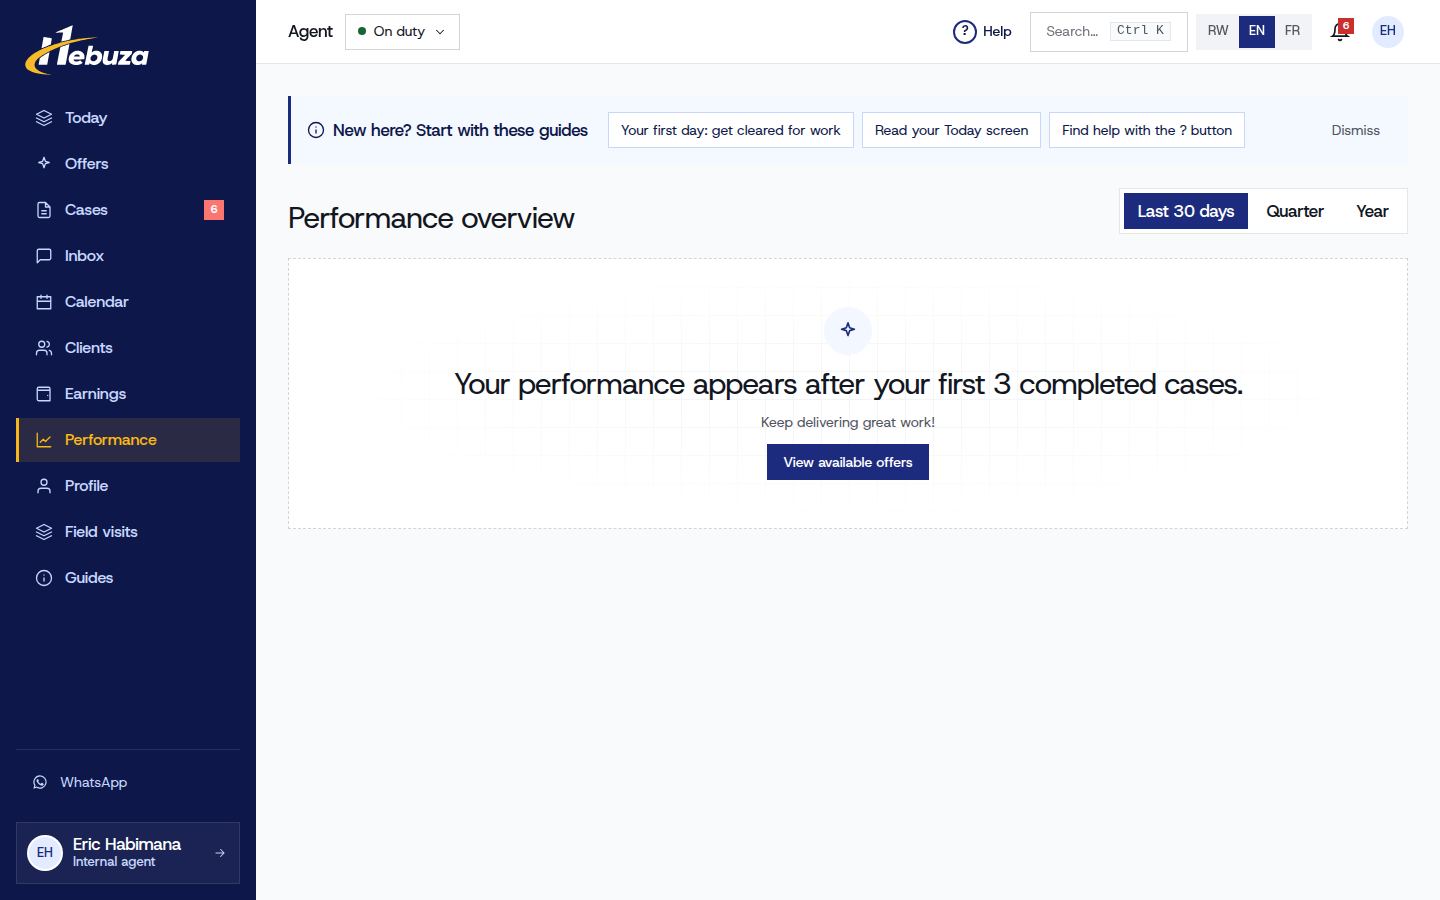 Hebuza
Today
Offers
Cases 6
Inbox
Calendar
Clients
Earnings
Performance
Profile
Field visits
Guides
WhatsApp
EH
Eric Habimana
Internal agent
Agent
On duty
? Help
Search... Ctrl K
RW EN FR
6
EH
New here? Start with these guides
Your first day: get cleared for work
Read your Today screen
Find help with the ? button
Dismiss
Performance overview
Last 30 days Quarter Year
Your performance appears after your first 3 completed cases.
Keep delivering great work!
View available offers